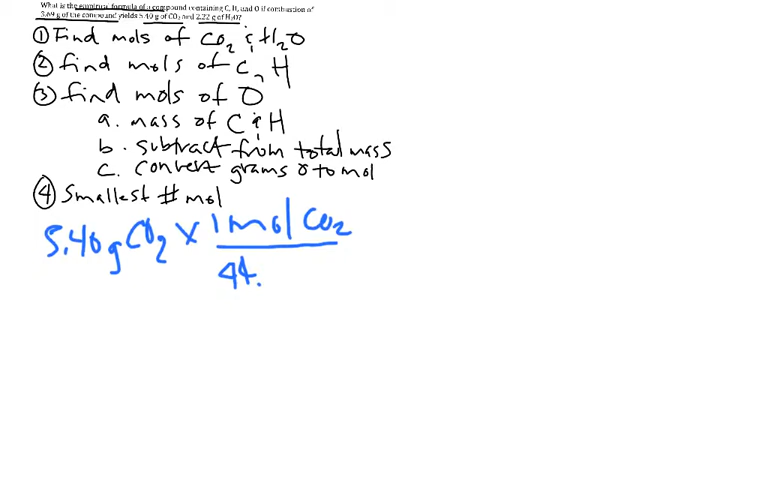 What is the empirical formula of a compound containing C, H, and O if combustion of
3.69 g of the compound yields 5.40 g of CO₂ and 2.22 g of H₂O?
① Find mols of CO₂ & H₂O
② find mols of C, H
③ find mols of O
a. mass of C & H
b. subtract from total mass
c. convert grams O to mol
④ Smallest # mol
5.40g CO₂ x 1 mol CO₂
44.